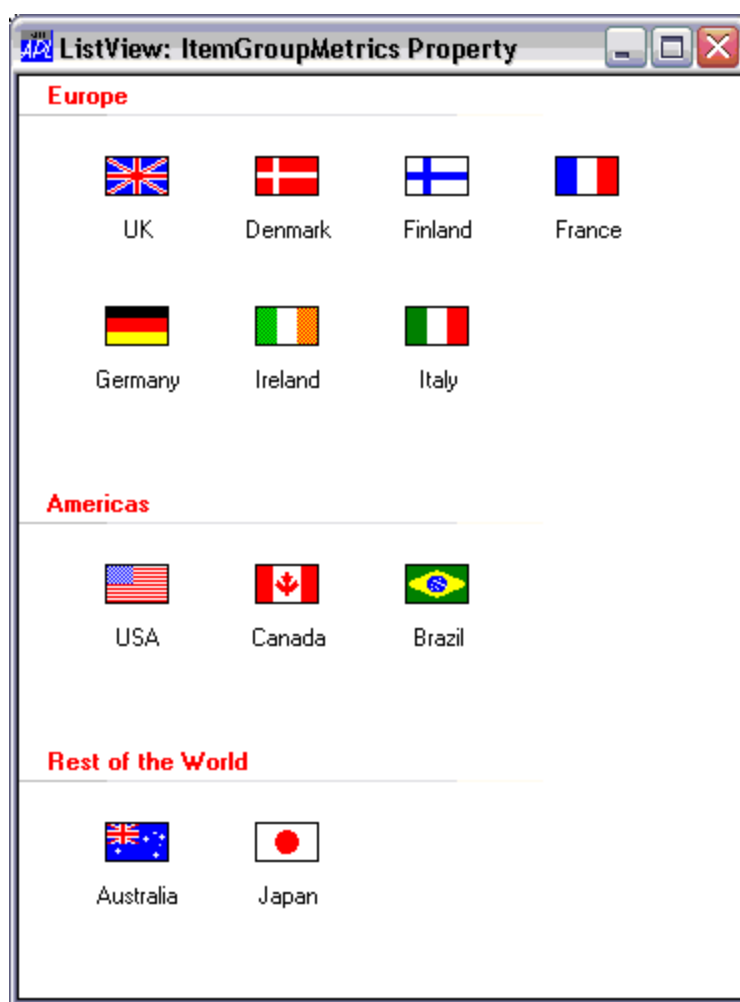 APL ListView: ItemGroupMetrics Property
Europe
UK Denmark Finland France
Germany Ireland Italy
Americas
USA Canada Brazil
Rest of the World
Australia Japan